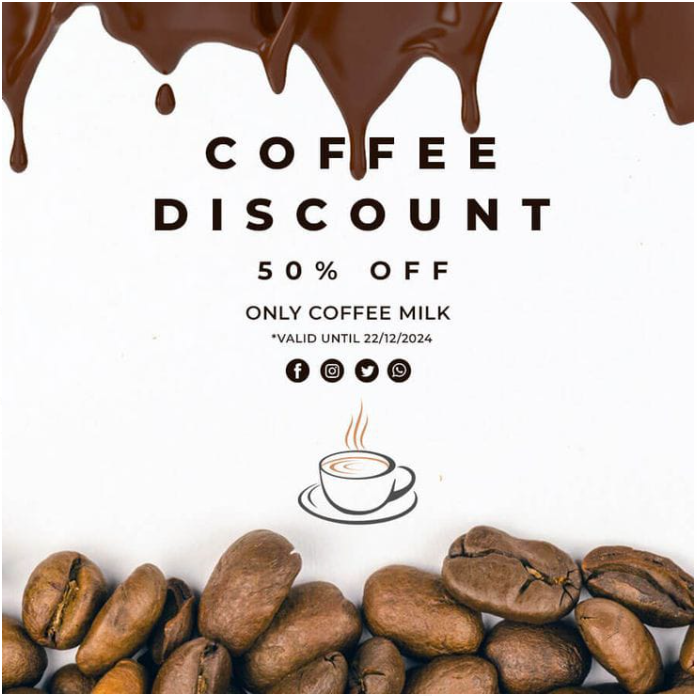 COFFEE
DISCOUNT
50% OFF
ONLY COFFEE MILK
*VALID UNTIL 22/12/2024